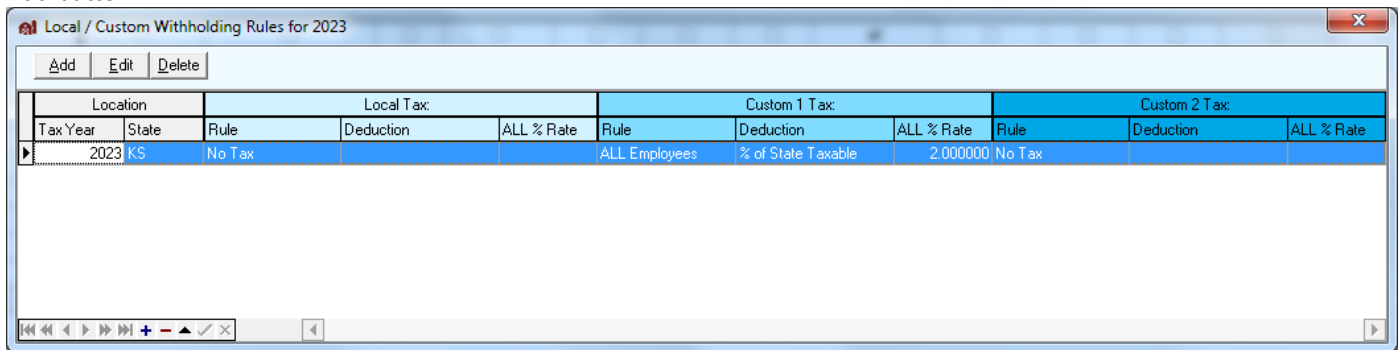 Local / Custom Withholding Rules for 2023
Add Edit Delete
Location Local Tax: Custom 1 Tax: Custom 2 Tax:
Tax Year State Rule Deduction ALL % Rate Rule Deduction ALL % Rate Rule Deduction ALL % Rate
2023 KS No Tax ALL Employees % of State Taxable 2.000000 No Tax